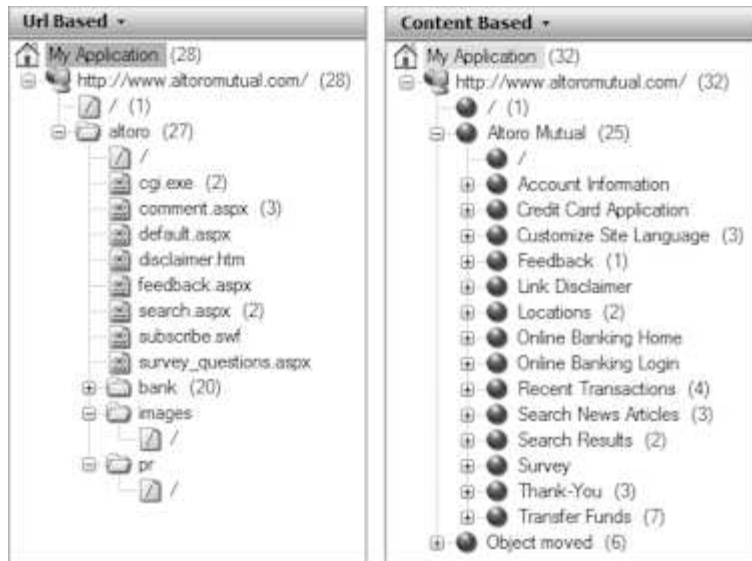 Url Based
My Application (28)
http://www.altoromutual.com/ (28)
/ (1)
altoro (27)
/
cgi.exe (2)
comment.aspx (3)
default.aspx
disclaimer.htm
feedback.aspx
search.aspx (2)
subscribe.swf
survey_questions.aspx
bank (20)
images
/
pr
/
Content Based
My Application (32)
http://www.altoromutual.com/ (32)
/ (1)
Altoro Mutual (25)
/
Account Information
Credit Card Application
Customize Site Language (3)
Feedback (1)
Link Disclaimer
Locations (2)
Online Banking Home
Online Banking Login
Recent Transactions (4)
Search News Articles (3)
Search Results (2)
Survey
Thank-You (3)
Transfer Funds (7)
Object moved (6)